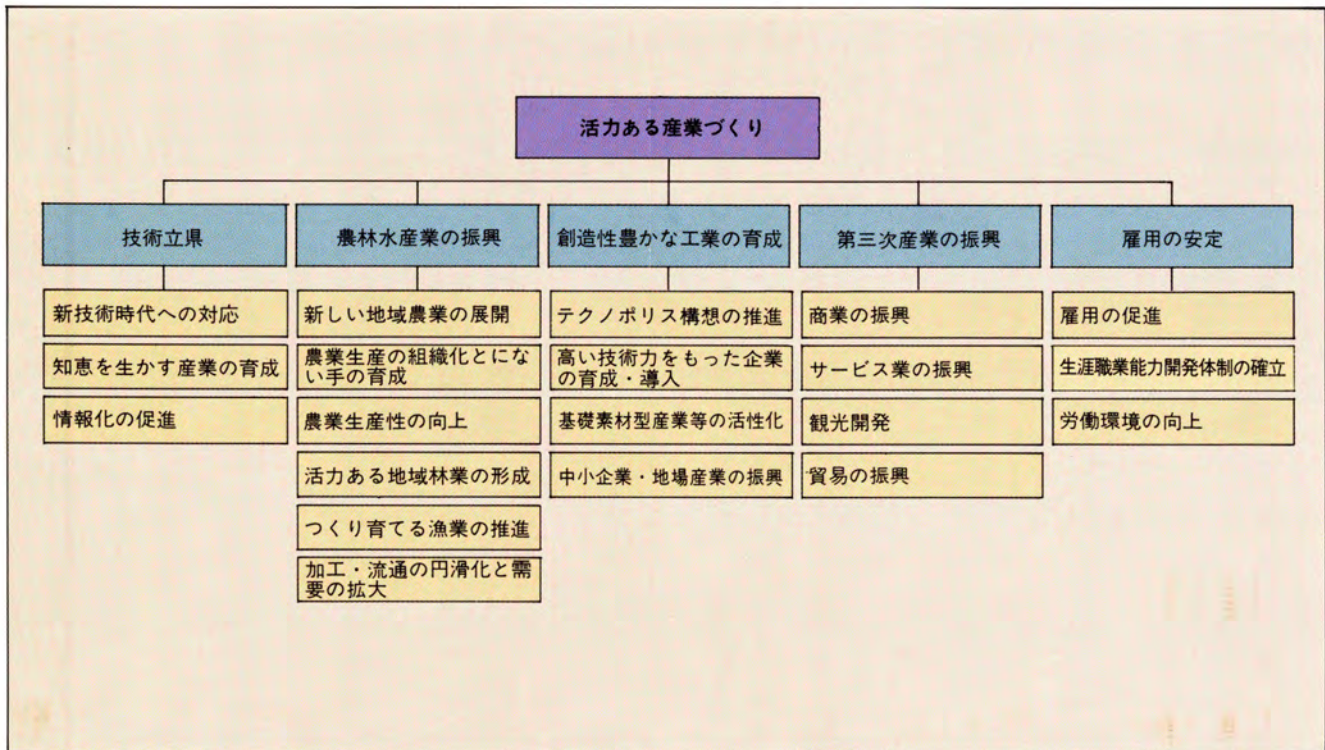 活力ある産業づくり
技術立県
新技術時代への対応
知恵を生かす産業の育成
情報化の促進
農林水産業の振興
新しい地域農業の展開
農業生産の組織化とにな
い手の育成
農業生産性の向上
活力ある地域林業の形成
つくり育てる漁業の推進
加工・流通の円滑化と需
要の拡大
創造性豊かな工業の育成
テクノポリス構想の推進
高い技術力をもった企業
の育成・導入
基礎素材型産業等の活性化
中小企業・地場産業の振興
第三次産業の振興
商業の振興
サービス業の振興
観光開発
貿易の振興
雇用の安定
雇用の促進
生涯職業能力開発体制の確立
労働環境の向上